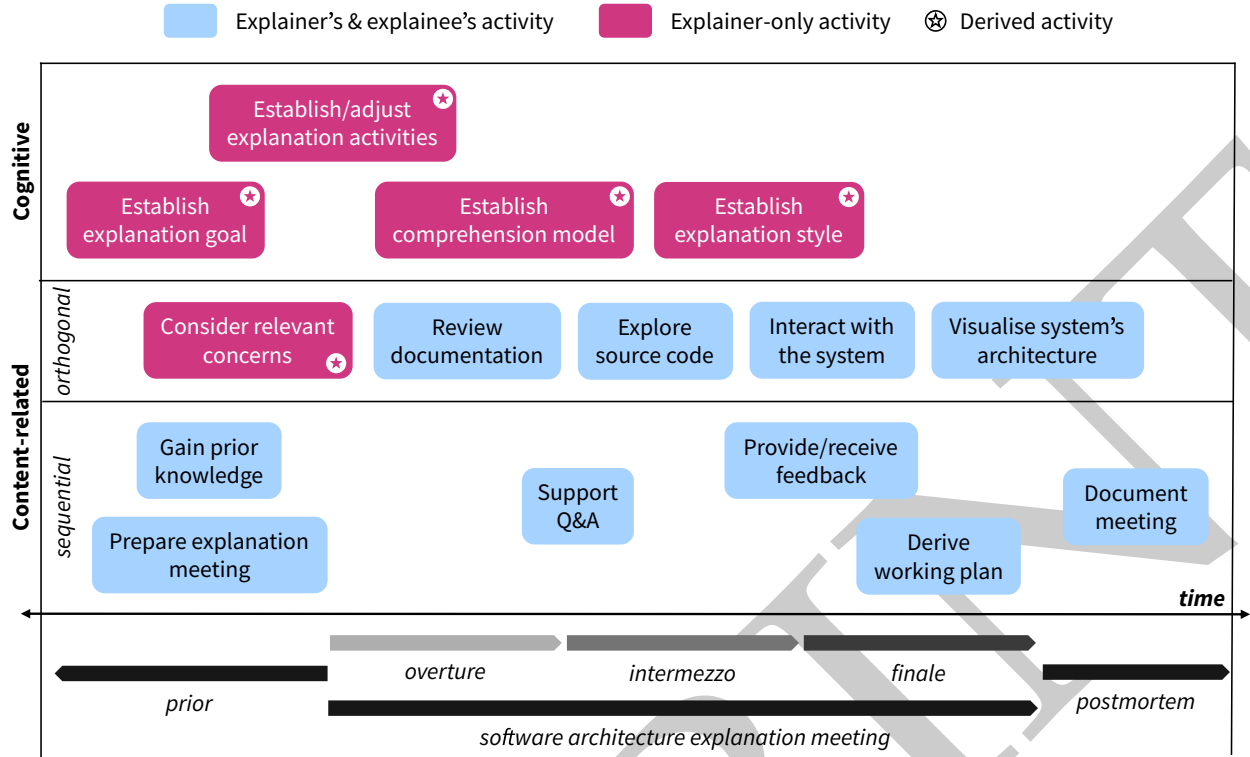 Explainer's & explainee's activity
Explainer-only activity
Derived activity
Cognitive
Establish/adjust
explanation activities
Establish
explanation goal
Establish
comprehension model
Establish
explanation style
Content-related
orthogonal
Consider relevant
concerns
Review
documentation
Explore
source code
Interact with
the system
Visualise system's
architecture
sequential
Gain prior
knowledge
Prepare explanation
meeting
Support
Q&A
Provide/receive
feedback
Derive
working plan
Document
meeting
time
overture
intermezzo
finale
prior
postmortem
software architecture explanation meeting